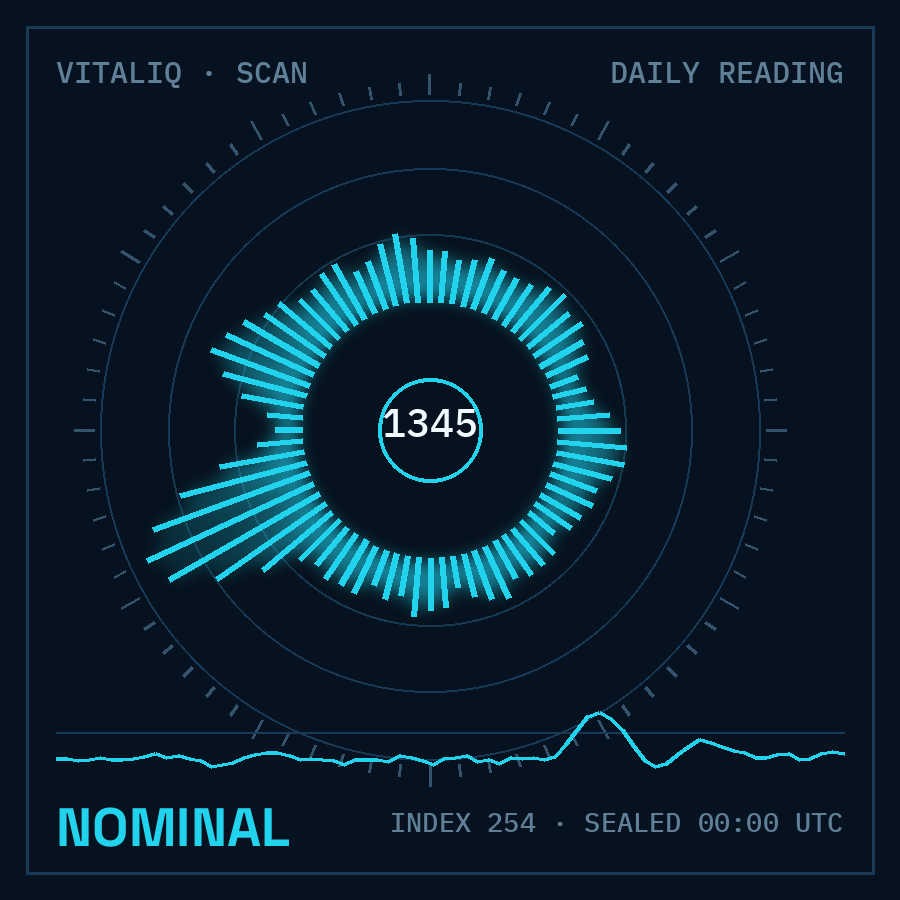 VITALIQ · SCAN
DAILY READING
1345
NOMINAL
INDEX 254 · SEALED 00:00 UTC